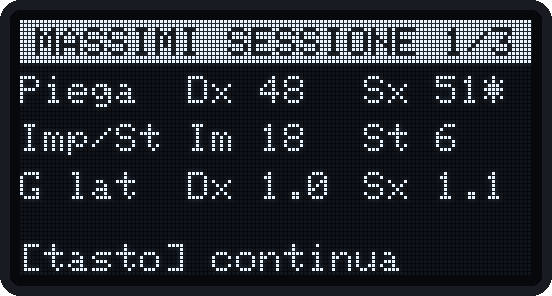 MASSIMI SESSIONE 1/3
Piega Dx 48 Sx 51*
Imp/St Im 18 St 6
G lat Dx 1.0 Sx 1.1
[tasto] continua